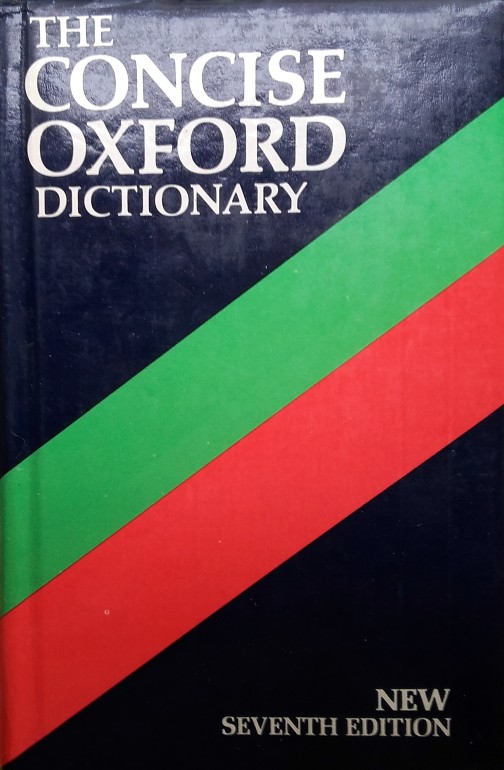 THE
CONCISE
OXFORD
DICTIONARY
NEW
SEVENTH EDITION